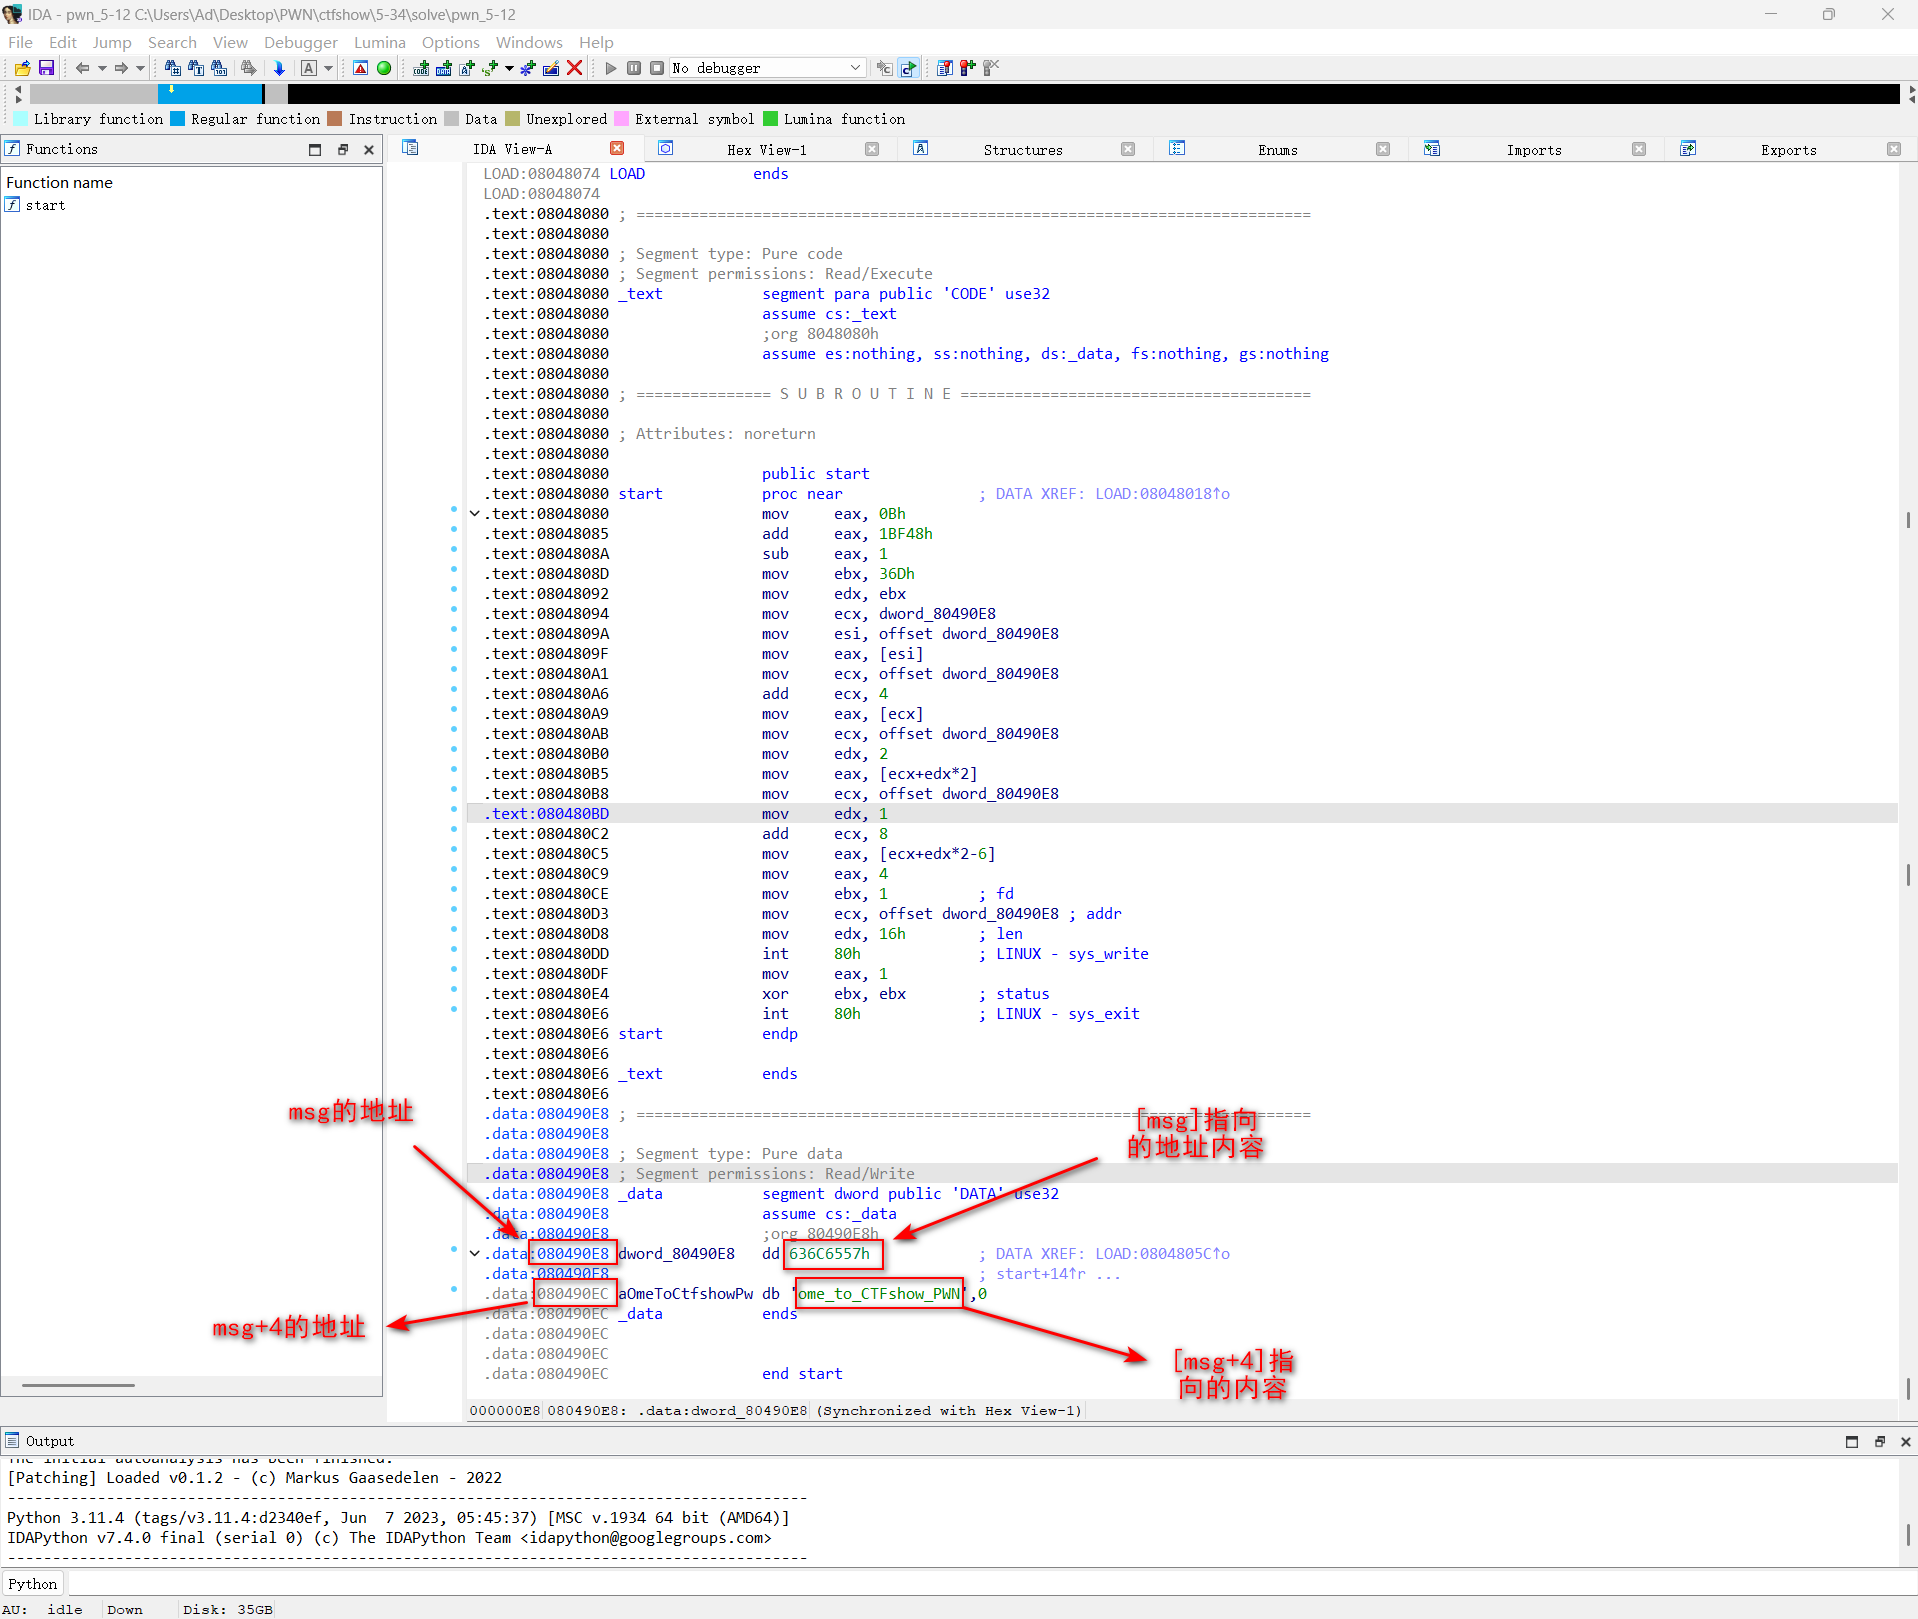 IDA - pwn_5-12 C:\Users\Ad\Desktop\PWN\ctfshow\5-34\solve\pwn_5-12
File Edit Jump Search View Debugger Lumina Options Windows Help
No debugger
Library function Regular function Instruction Data Unexplored External symbol Lumina function
Functions
IDA View-A Hex View-1 Structures Enums Imports Exports
Function name
start
LOAD:08048074 LOAD ends
LOAD:08048074
.text:08048080 ; ===========================================================================
.text:08048080
.text:08048080 ; Segment type: Pure code
.text:08048080 ; Segment permissions: Read/Execute
.text:08048080 _text segment para public 'CODE' use32
.text:08048080 assume cs:_text
.text:08048080 ;org 8048080h
.text:08048080 assume es:nothing, ss:nothing, ds:_data, fs:nothing, gs:nothing
.text:08048080
.text:08048080 ; =============== S U B R O U T I N E =======================================
.text:08048080
.text:08048080 ; Attributes: noreturn
.text:08048080
.text:08048080 public start
.text:08048080 start proc near ; DATA XREF: LOAD:08048018↑o
.text:08048080 mov eax, 0Bh
.text:08048085 add eax, 1BF48h
.text:0804808A sub eax, 1
.text:0804808D mov ebx, 36Dh
.text:08048092 mov edx, ebx
.text:08048094 mov ecx, dword_80490E8
.text:0804809A mov esi, offset dword_80490E8
.text:0804809F mov eax, [esi]
.text:080480A1 mov ecx, offset dword_80490E8
.text:080480A6 add ecx, 4
.text:080480A9 mov eax, [ecx]
.text:080480AB mov ecx, offset dword_80490E8
.text:080480B0 mov edx, 2
.text:080480B5 mov eax, [ecx+edx*2]
.text:080480B8 mov ecx, offset dword_80490E8
.text:080480BD mov edx, 1
.text:080480C2 add ecx, 8
.text:080480C5 mov eax, [ecx+edx*2-6]
.text:080480C9 mov eax, 4
.text:080480CE mov ebx, 1 ; fd
.text:080480D3 mov ecx, offset dword_80490E8 ; addr
.text:080480D8 mov edx, 16h ; len
.text:080480DD int 80h ; LINUX - sys_write
.text:080480DF mov eax, 1
.text:080480E4 xor ebx, ebx ; status
.text:080480E6 int 80h ; LINUX - sys_exit
.text:080480E6 start endp
.text:080480E6
.text:080480E6 _text ends
.text:080480E6
.data:080490E8 ; ===========================================================================
.data:080490E8
.data:080490E8 ; Segment type: Pure data
.data:080490E8 ; Segment permissions: Read/Write
.data:080490E8 _data segment dword public 'DATA' use32
.data:080490E8 assume cs:_data
.data:080490E8 ;org 80490E8h
.data:080490E8 dword_80490E8 dd 636C6557h ; DATA XREF: LOAD:0804805C↑o
.data:080490E8 ; start+14↑r ...
.data:080490EC aOmeToCtfshowPw db 'ome_to_CTFshow_PWN',0
.data:080490EC _data ends
.data:080490EC
.data:080490EC
.data:080490EC end start
msg的地址
[msg]指向
的地址内容
msg+4的地址
[msg+4]指
向的内容
000000E8 080490E8: .data:dword_80490E8 (Synchronized with Hex View-1)
Output
The initial autoanalysis has been finished.
[Patching] Loaded v0.1.2 - (c) Markus Gaasedelen - 2022
-----------------------------------------------------------------------------------------
Python 3.11.4 (tags/v3.11.4:d2340ef, Jun  7 2023, 05:45:37) [MSC v.1934 64 bit (AMD64)]
IDAPython v7.4.0 final (serial 0) (c) The IDAPython Team <idapython@googlegroups.com>
-----------------------------------------------------------------------------------------
Python
AU: idle Down Disk: 35GB